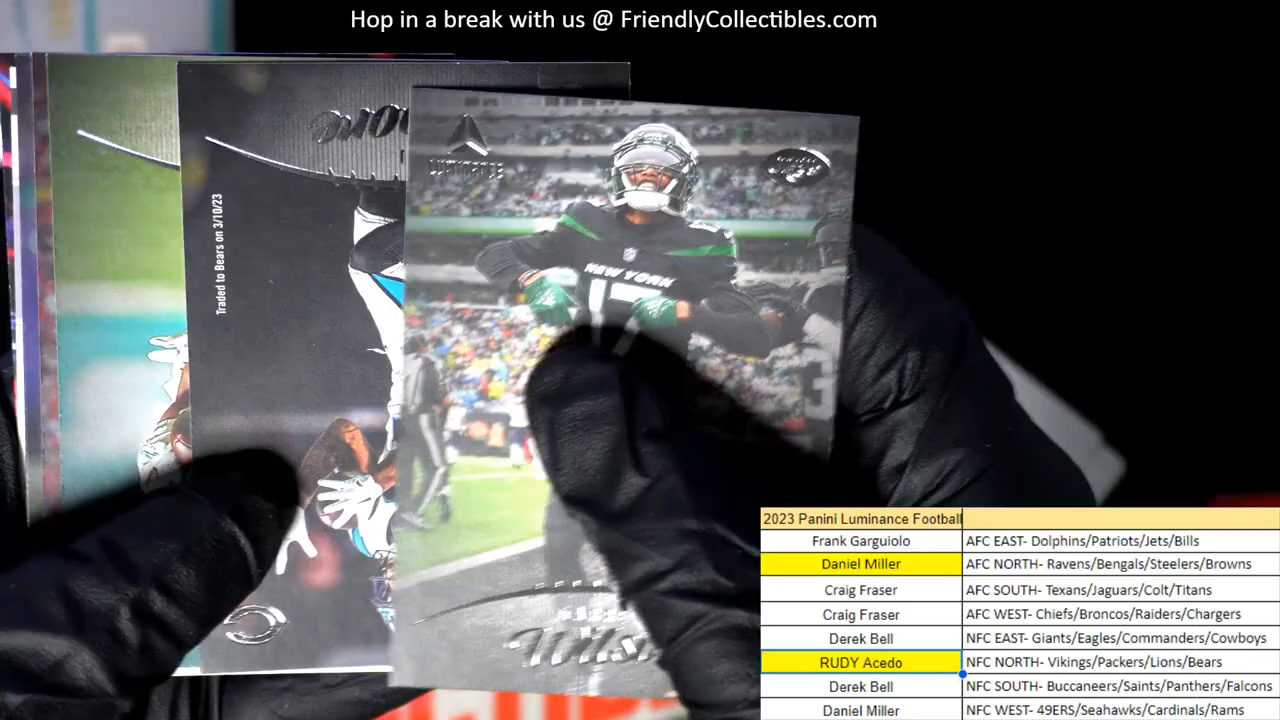 Hop in a break with us @ FriendlyCollectibles.com
LUMINANCE
Traded to Bears on 3/10/23
NEW YORK
17
2023 Panini Luminance Football
Frank Garguiolo AFC EAST- Dolphins/Patriots/Jets/Bills
Daniel Miller AFC NORTH- Ravens/Bengals/Steelers/Browns
Craig Fraser AFC SOUTH- Texans/Jaguars/Colt/Titans
Craig Fraser AFC WEST- Chiefs/Broncos/Raiders/Chargers
Derek Bell NFC EAST- Giants/Eagles/Commanders/Cowboys
RUDY Acedo NFC NORTH- Vikings/Packers/Lions/Bears
Derek Bell NFC SOUTH- Buccaneers/Saints/Panthers/Falcons
Daniel Miller NFC WEST- 49ERS/Seahawks/Cardinals/Rams